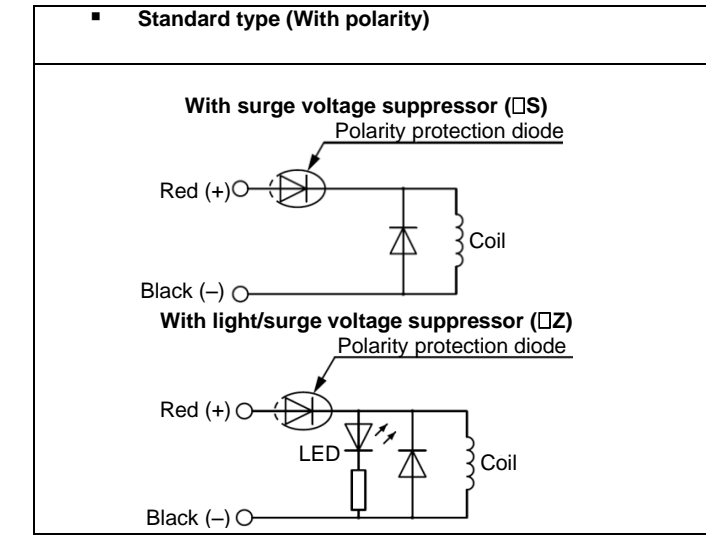 ▪ Standard type (With polarity)
With surge voltage suppressor (□S)
Polarity protection diode
Red (+)
Coil
Black (–)
With light/surge voltage suppressor (□Z)
Polarity protection diode
Red (+)
LED
Coil
Black (–)